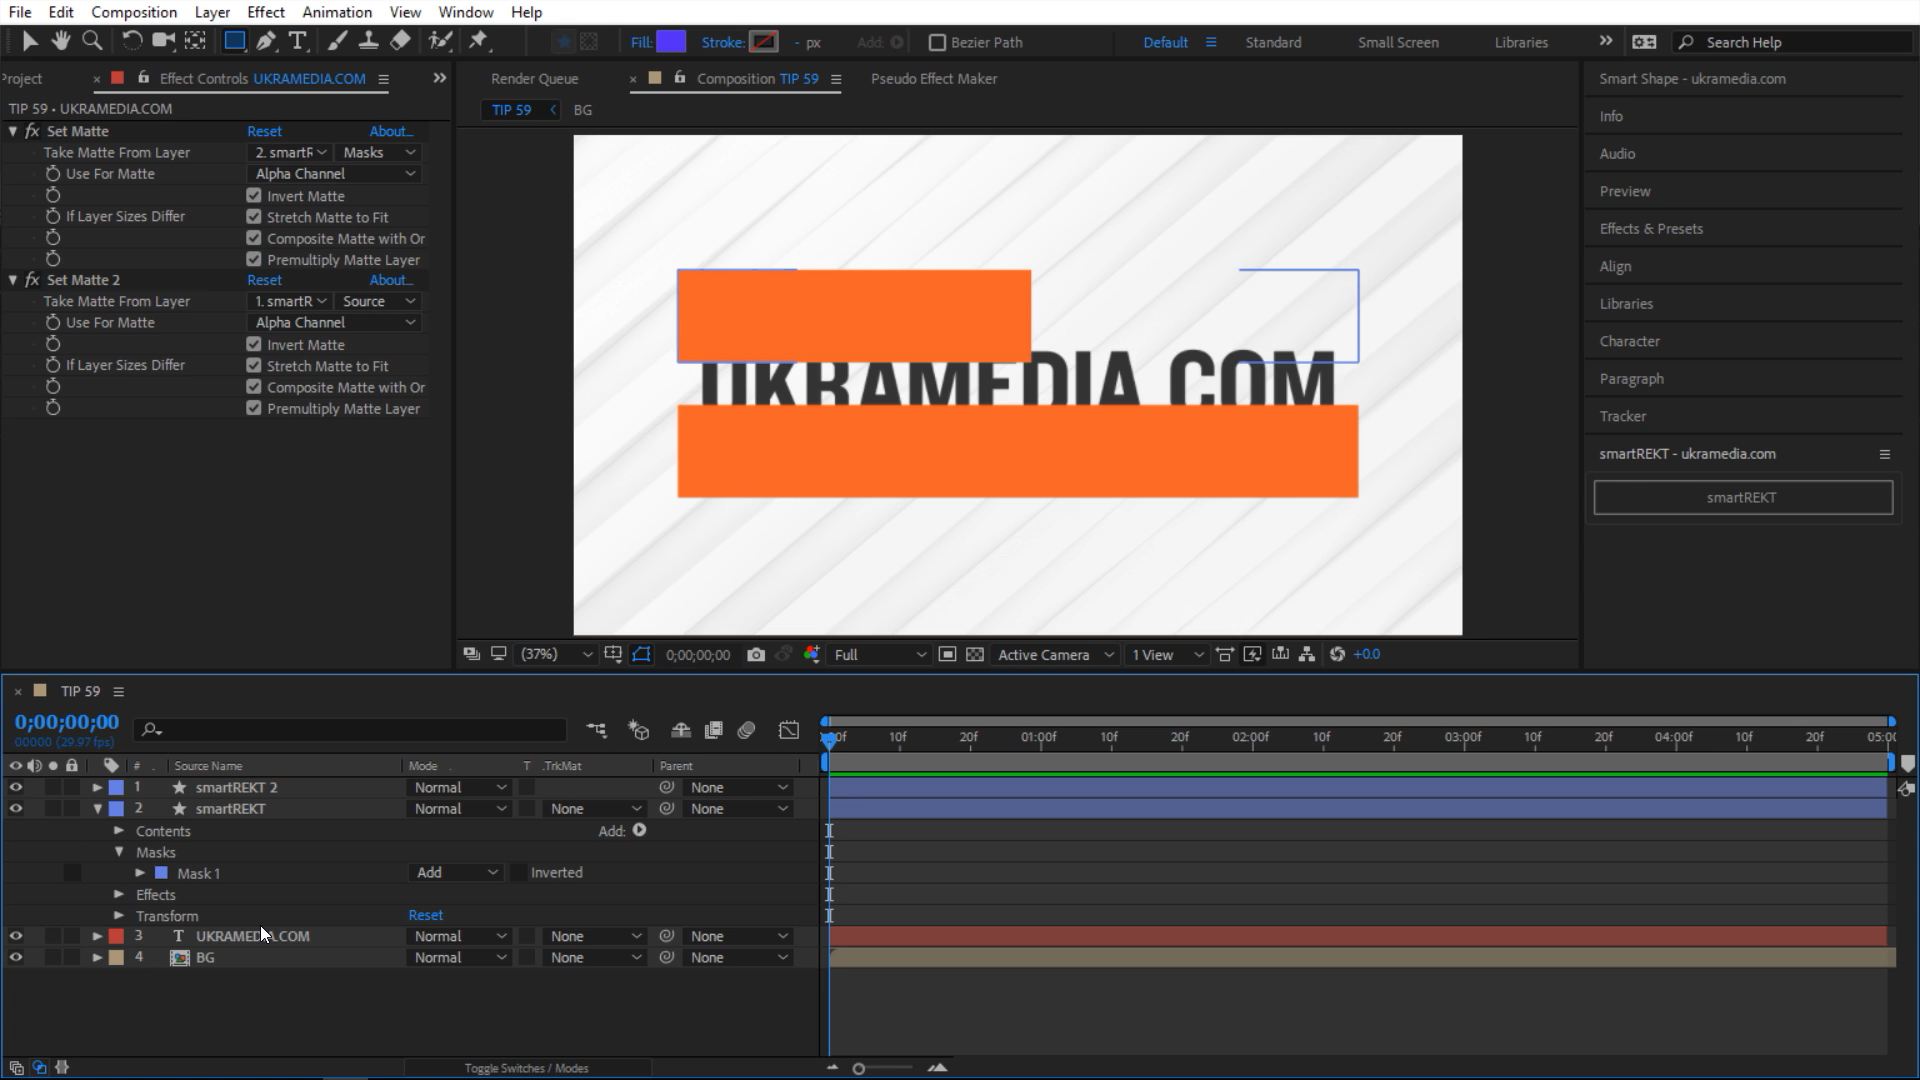 File Edit Composition Layer Effect Animation View Window Help
Fill: Stroke: - px Add: Bezier Path Default Standard Small Screen Libraries Search Help
Project Effect Controls UKRAMEDIA.COM
TIP 59 • UKRAMEDIA.COM
fx Set Matte Reset About...
Take Matte From Layer 2. smartR Masks
Use For Matte Alpha Channel
Invert Matte
If Layer Sizes Differ Stretch Matte to Fit
Composite Matte with Or
Premultiply Matte Layer
fx Set Matte 2 Reset About...
Take Matte From Layer 1. smartR Source
Use For Matte Alpha Channel
Invert Matte
If Layer Sizes Differ Stretch Matte to Fit
Composite Matte with Or
Premultiply Matte Layer
Render Queue Composition TIP 59 Pseudo Effect Maker
TIP 59 BG
UKRAMEDIA.COM
(37%) 0;00;00;00 Full Active Camera 1 View +0.0
Smart Shape - ukramedia.com
Info
Audio
Preview
Effects & Presets
Align
Libraries
Character
Paragraph
Tracker
smartREKT - ukramedia.com
smartREKT
TIP 59
0;00;00;00
00000 (29.97 fps)
:00f 10f 20f 01:00f 10f 20f 02:00f 10f 20f 03:00f 10f 20f 04:00f 10f 20f 05:00
# Source Name Mode T .TrkMat Parent
1 smartREKT 2 Normal None
2 smartREKT Normal None None
Contents Add:
Masks
Mask 1 Add Inverted
Effects
Transform Reset
3 T UKRAMEDIA.COM Normal None None
4 BG Normal None None
Toggle Switches / Modes